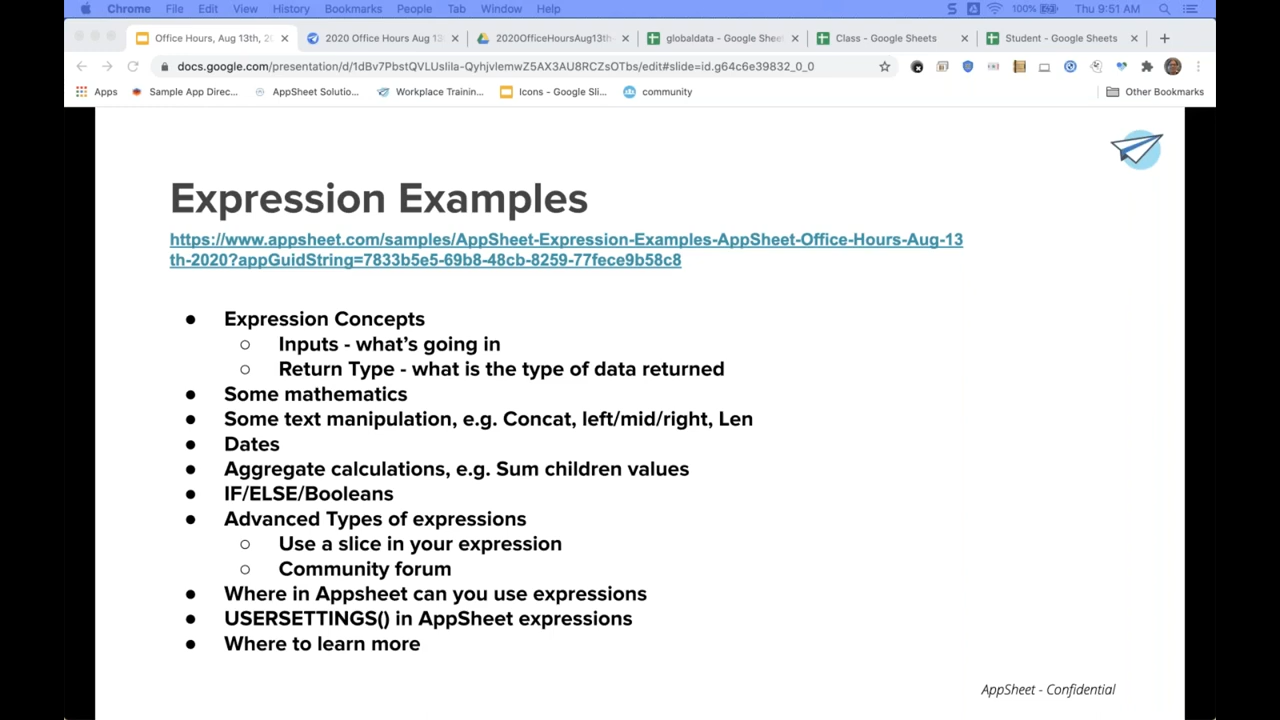 Chrome File Edit View History Bookmarks People Tab Window Help 100% Thu 9:51 AM
Office Hours, Aug 13th, 2 2020 Office Hours Aug 13 2020OfficeHoursAug13th globaldata - Google Shee Class - Google Sheets Student - Google Sheets
docs.google.com/presentation/d/1dBv7PbstQVLUsIiIa-QyhjvlemwZ5AX3AU8RCZsOTbs/edit#slide=id.g64c6e39832_0_0
Apps Sample App Direc... AppSheet Solutio... Workplace Trainin... Icons - Google Sli... community Other Bookmarks
Expression Examples
https://www.appsheet.com/samples/AppSheet-Expression-Examples-AppSheet-Office-Hours-Aug-13
th-2020?appGuidString=7833b5e5-69b8-48cb-8259-77fece9b58c8
● Expression Concepts
○ Inputs - what's going in
○ Return Type - what is the type of data returned
● Some mathematics
● Some text manipulation, e.g. Concat, left/mid/right, Len
● Dates
● Aggregate calculations, e.g. Sum children values
● IF/ELSE/Booleans
● Advanced Types of expressions
○ Use a slice in your expression
○ Community forum
● Where in Appsheet can you use expressions
● USERSETTINGS() in AppSheet expressions
● Where to learn more
AppSheet - Confidential